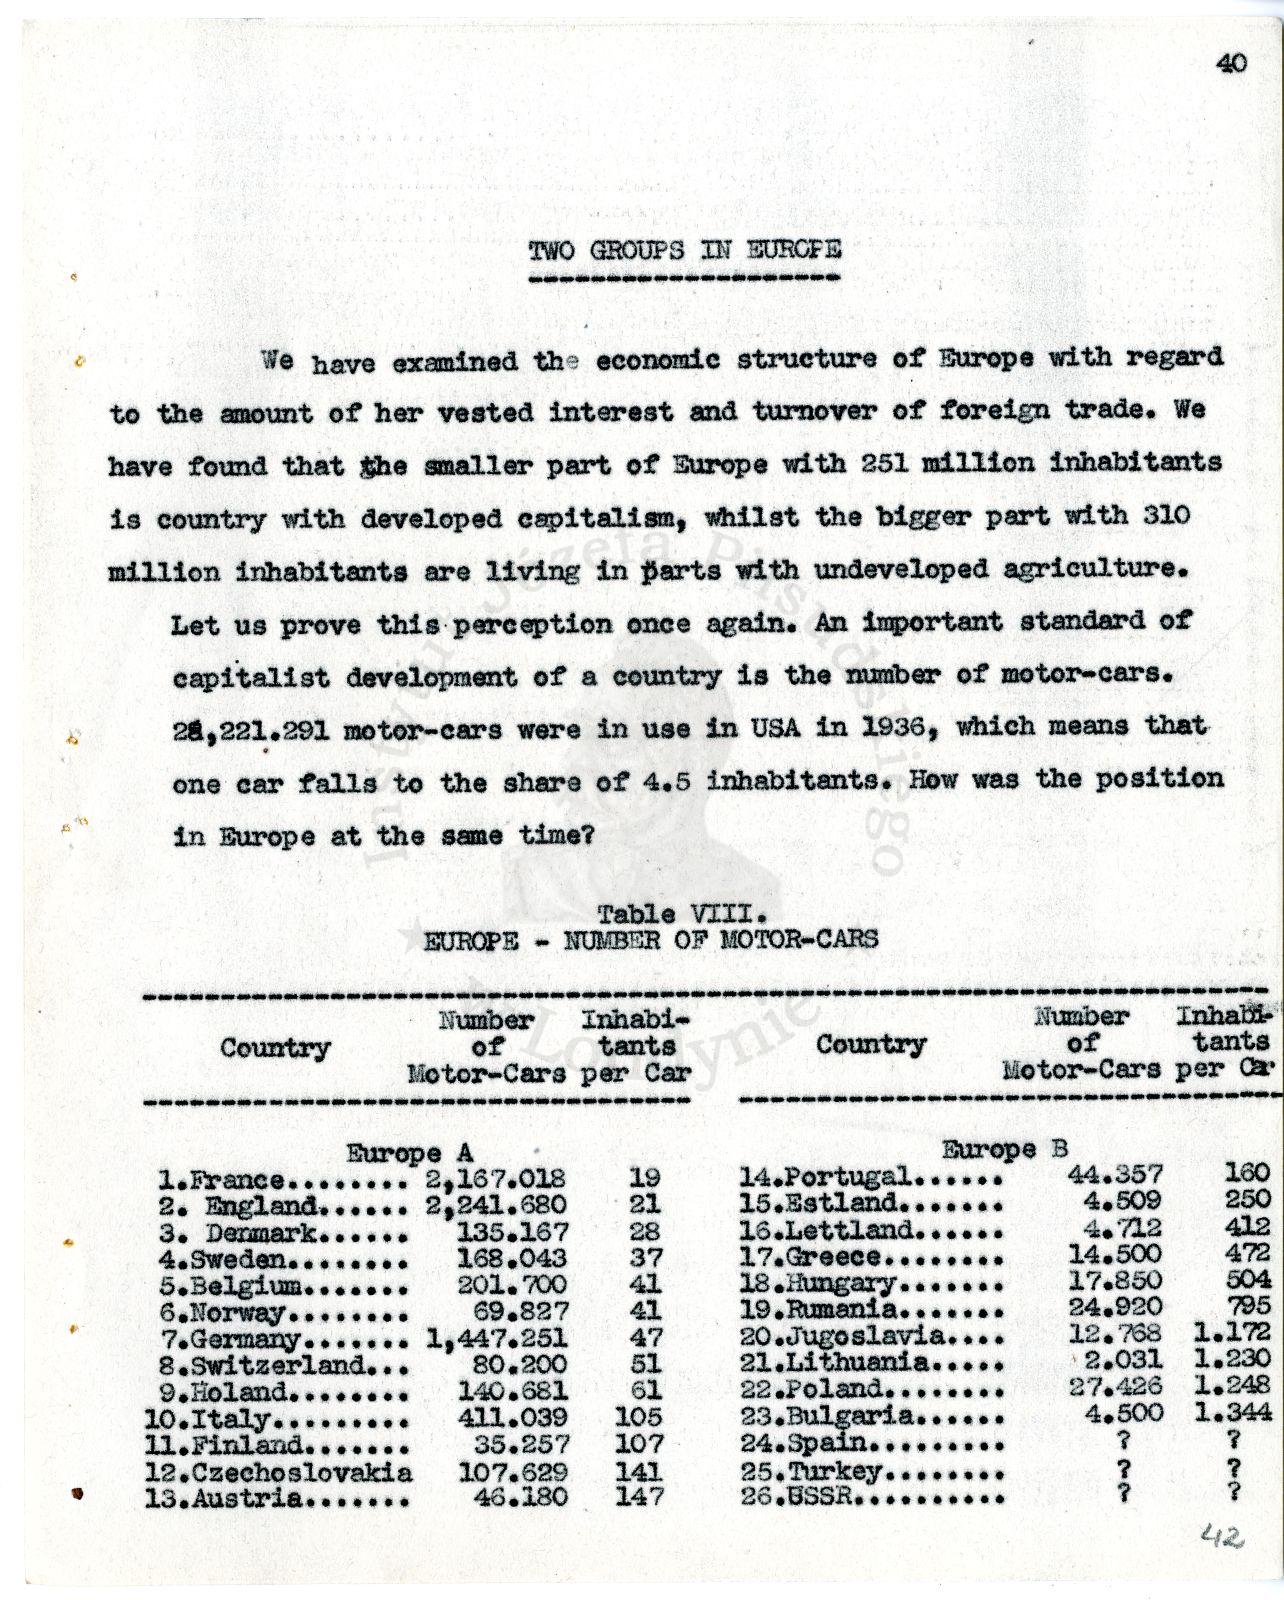 40
TWO GROUPS IN EUROPE
We have examined the economic structure of Europe with regard
to the amount of her vested interest and turnover of foreign trade. We
have found that the smaller part of Europe with 251 million inhabitants
is country with developed capitalism, whilst the bigger part with 310
million inhabitants are living in parts with undeveloped agriculture.
Let us prove this perception once again. An important standard of
capitalist development of a country is the number of motor-cars.
motor-cars were in use in USA in 1936, which means that
one car falls to the share of 4.5 inhabitants. How was the position
in Europe at the same time?
Table VIII.
EUROPE - NUMBER OF MOTOR-CARS
Country Number of Motor-Cars Inhabi-tants per Car Country Number of Motor-Cars Inhabi-tants per Car
Europe A Europe B
1.France........ 2,167.018 19 14.Portugal...... 44.357 160
2. England...... 2,241.680 21 15.Estland....... 4.509 250
3. Denmark...... 135.167 28 16.Lettland...... 4.712 412
4.Sweden........ 168.043 37 17.Greece........ 14.500 472
5.Belgium....... 201.700 41 18.Hungary....... 17.850 504
6.Norway........ 69.827 41 19.Rumania....... 24.920 795
7.Germany....... 1,447.251 47 20.Jugoslavia.... 12.768 1.172
8.Switzerland... 80.200 51 21.Lithuania..... 2.031 1.230
9.Holand........ 140.681 61 22.Poland........ 27.426 1.248
10.Italy......... 411.039 105 23.Bulgaria...... 4.500 1.344
11.Finland....... 35.257 107 24.Spain......... ? ?
12.Czechoslovakia 107.629 141 25.Turkey........ ? ?
13.Austria....... 46.180 147 26.USSR.......... ? ?
42
Instytut Józefa Piłsudskiego
w Londynie